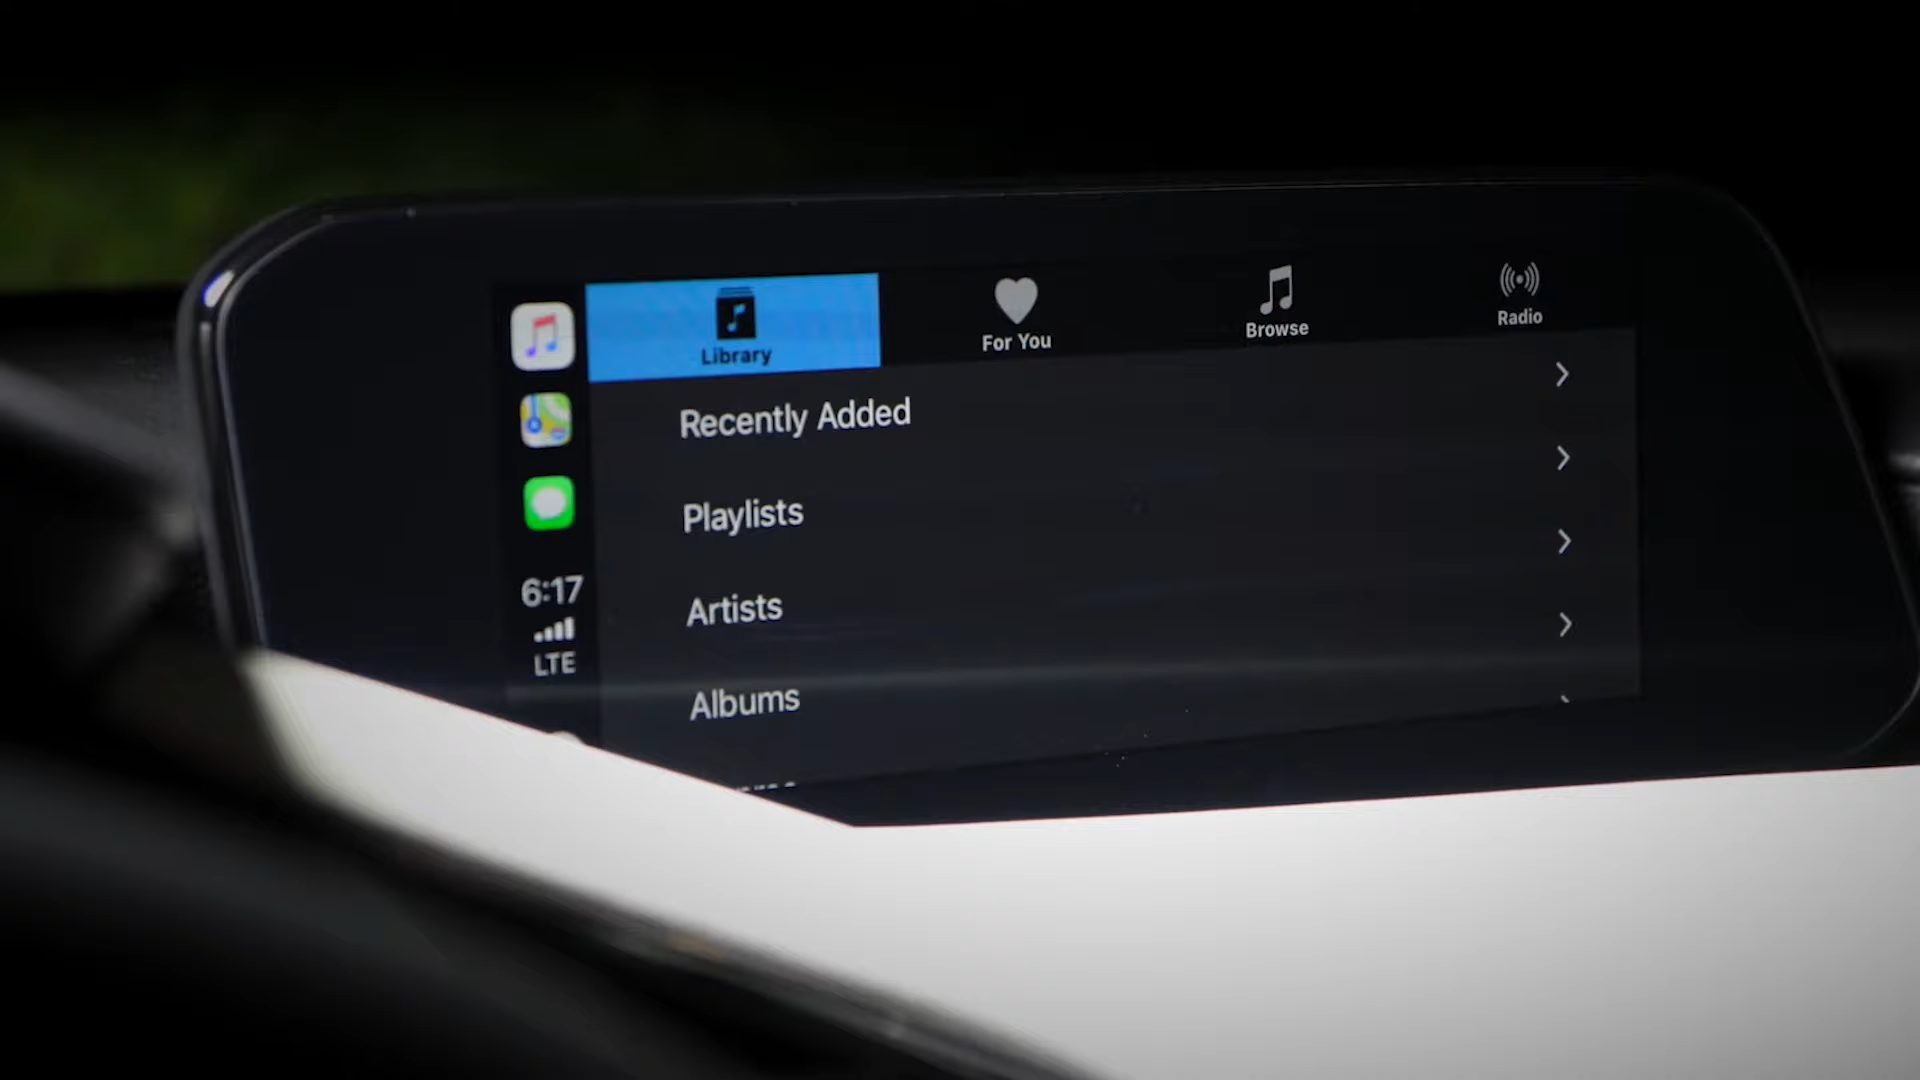 Library
For You
Browse
Radio
Recently Added
Playlists
Artists
Albums
6:17
LTE